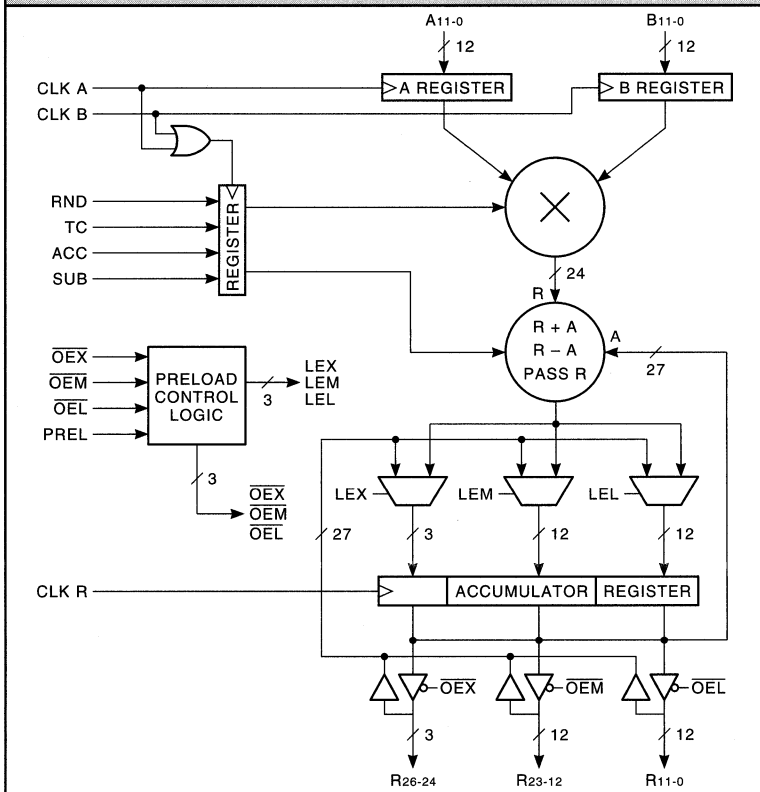 A11-0 B11-0
12 12
CLK A
A REGISTER B REGISTER
CLK B
RND
TC
ACC
SUB
REGISTER
24
R
R + A
R − A
PASS R
A
27
OEX
OEM
OEL
PREL
PRELOAD
CONTROL
LOGIC
3
LEX
LEM
LEL
3
OEX
OEM
OEL
LEX LEM LEL
27 3 12 12
CLK R
ACCUMULATOR REGISTER
OEX OEM OEL
3 12 12
R26-24 R23-12 R11-0